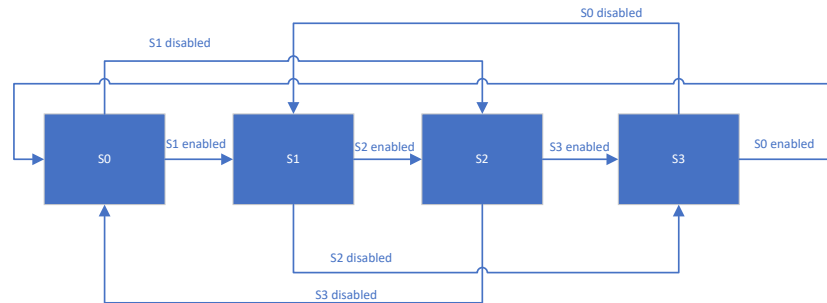 S0 disabled
S1 disabled
S0
S1 enabled
S1
S2 enabled
S2
S3 enabled
S3
S0 enabled
S2 disabled
S3 disabled